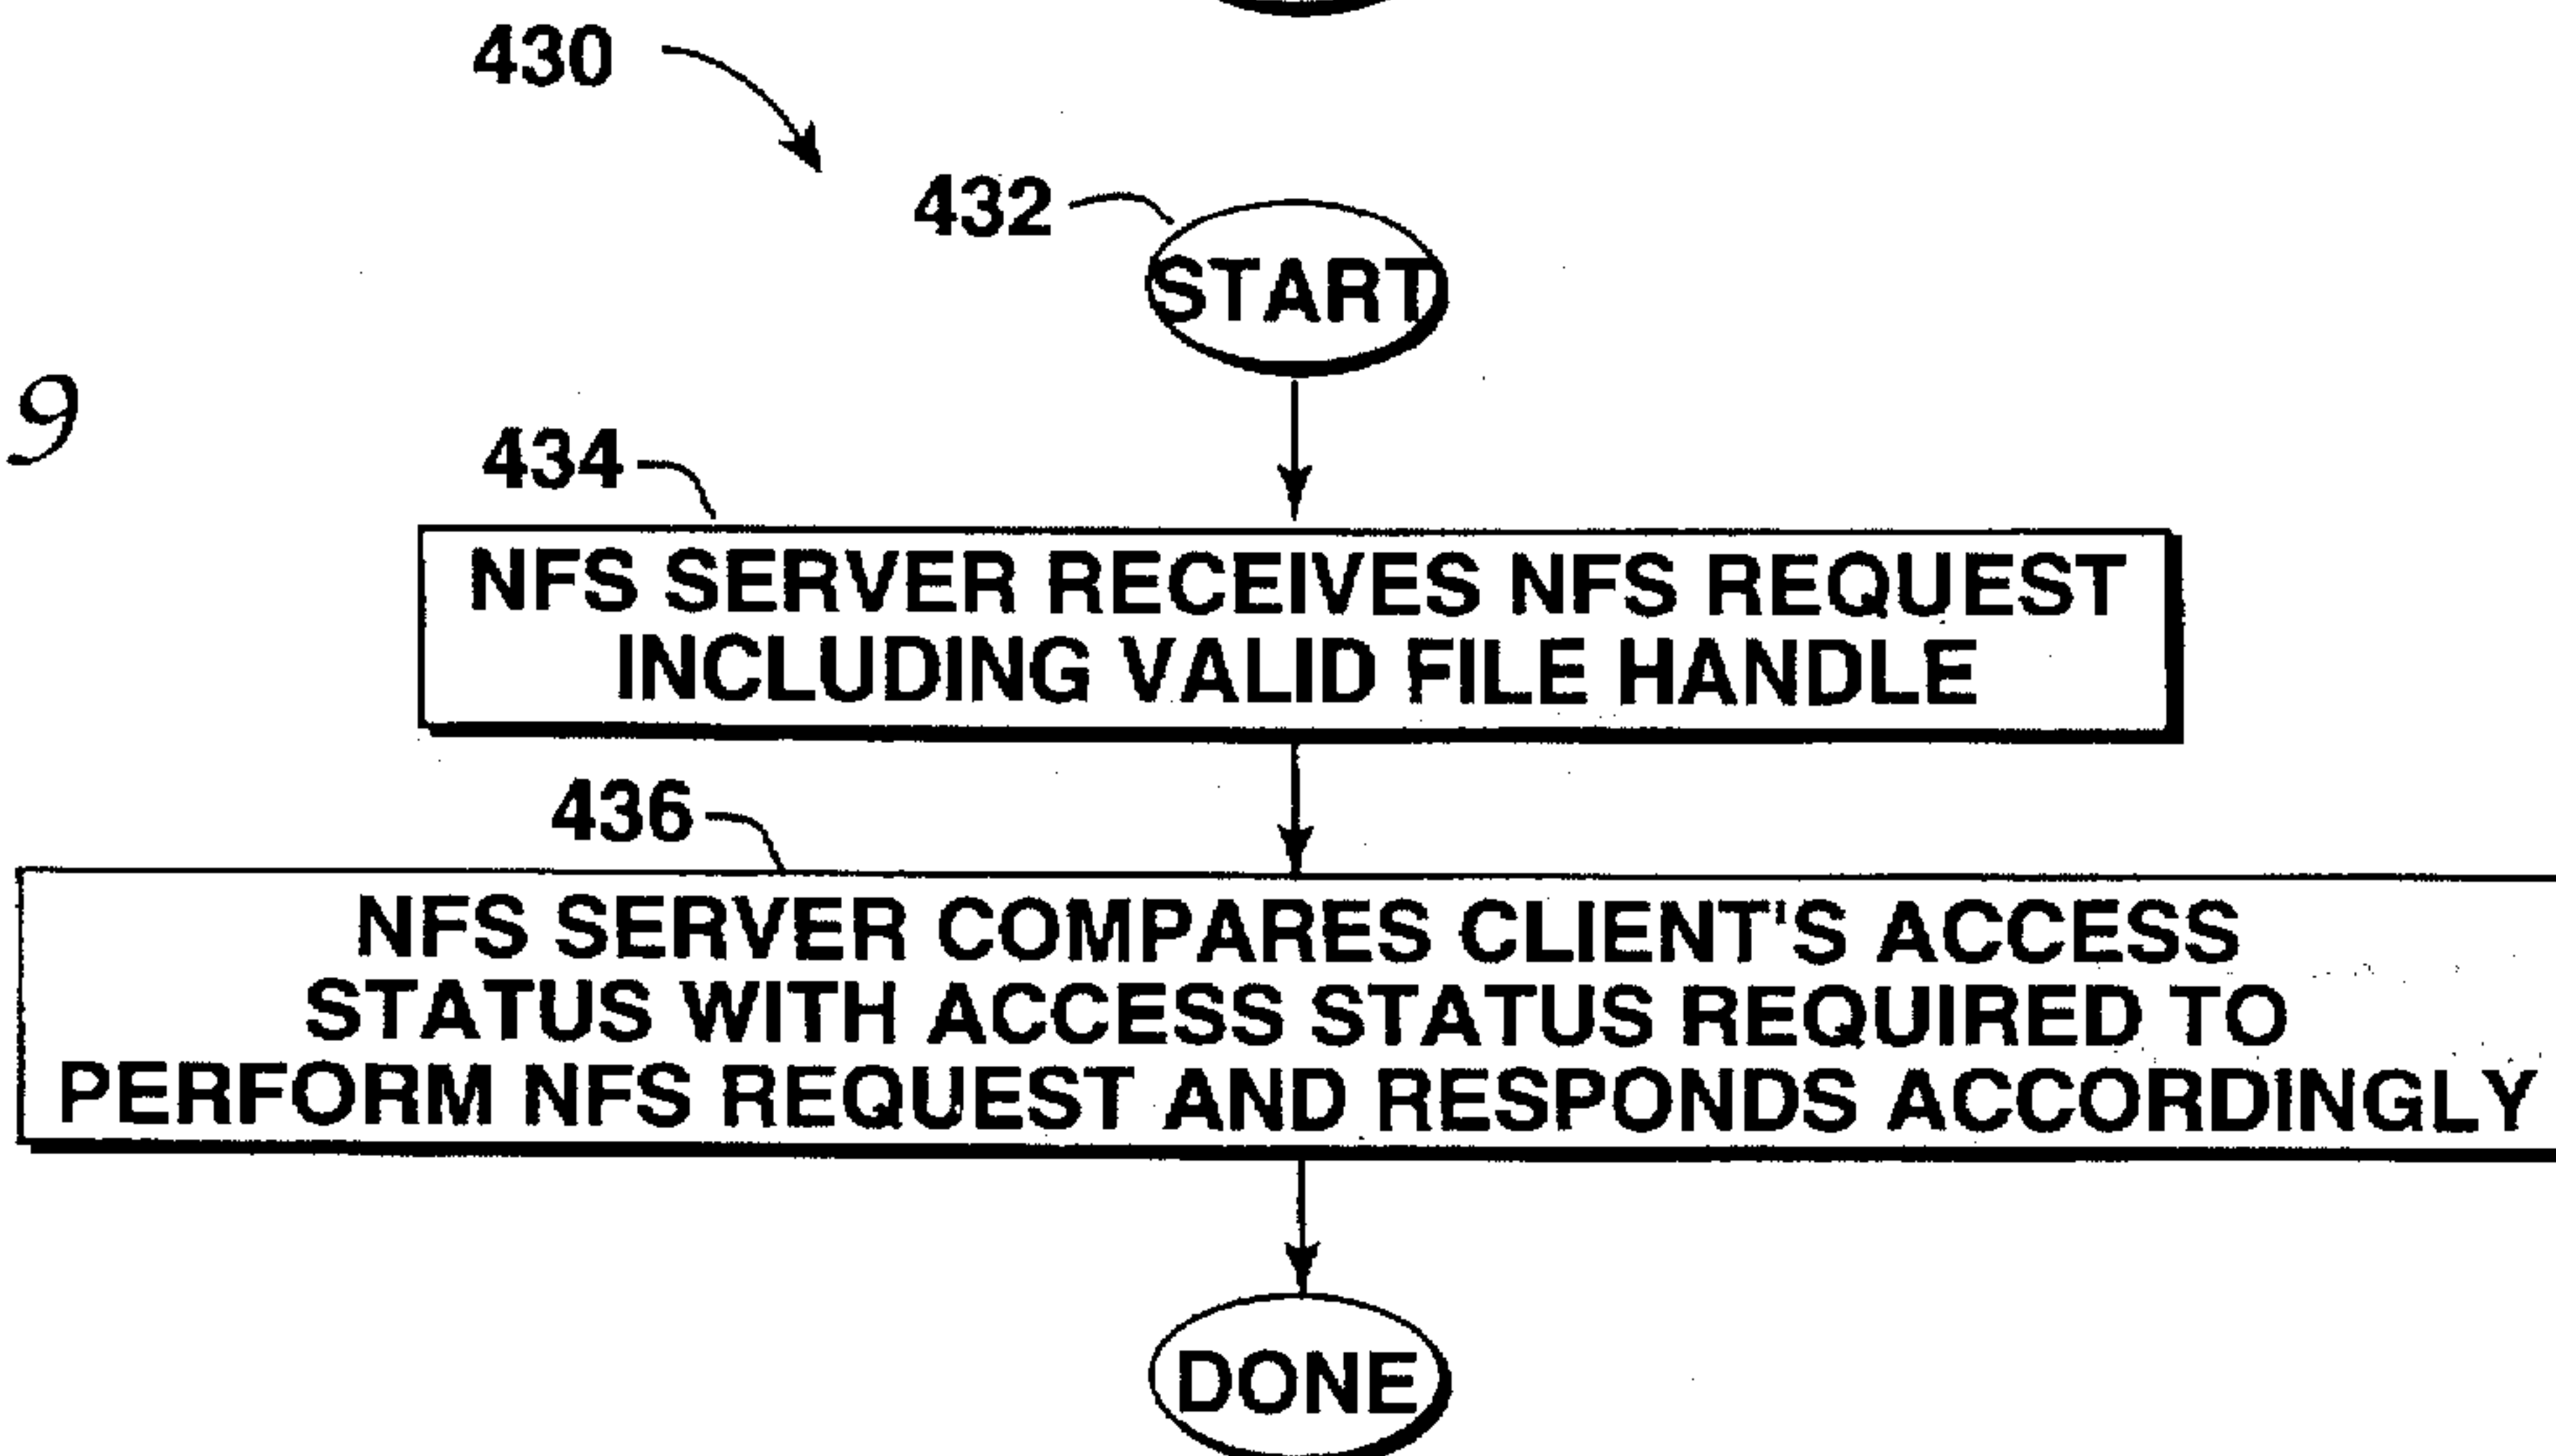 430
432
START
9
434
NFS SERVER RECEIVES NFS REQUEST
INCLUDING VALID FILE HANDLE
436
NFS SERVER COMPARES CLIENT'S ACCESS
STATUS WITH ACCESS STATUS REQUIRED TO
PERFORM NFS REQUEST AND RESPONDS ACCORDINGLY
DONE